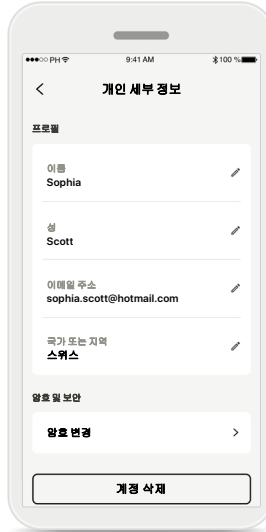 PH 9:41 AM 100 %
개인 세부 정보
프로필
이름
Sophia
성
Scott
이메일 주소
sophia.scott@hotmail.com
국가 또는 지역
스위스
암호 및 보안
암호 변경
계정 삭제